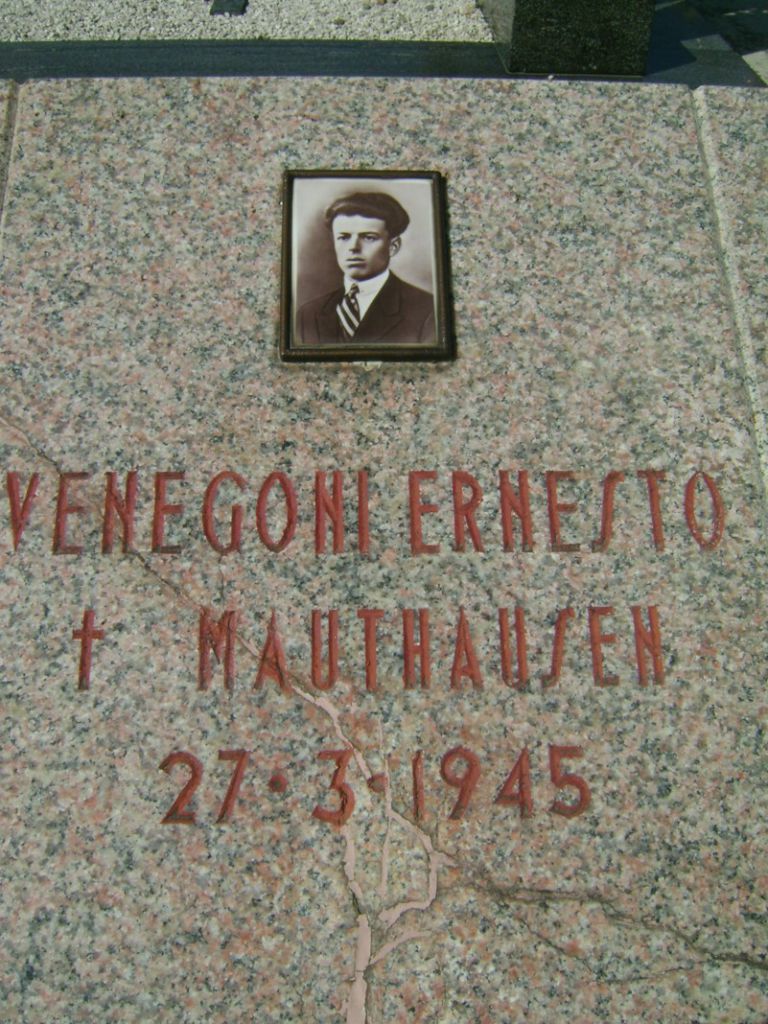 VENEGONI ERNESTO
† MAUTHAUSEN
27·3·1945